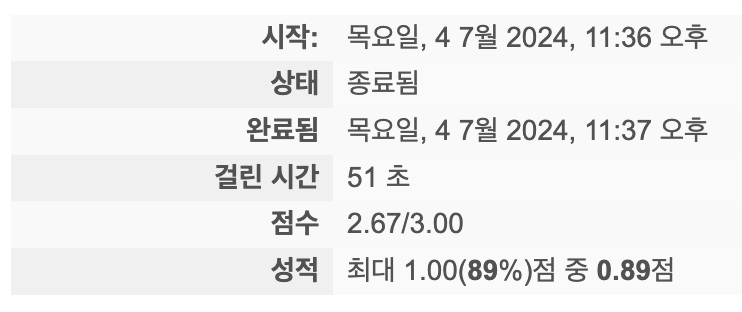 시작: 목요일, 4 7월 2024, 11:36 오후
상태 종료됨
완료됨 목요일, 4 7월 2024, 11:37 오후
걸린 시간 51 초
점수 2.67/3.00
성적 최대 1.00(89%)점 중 0.89점